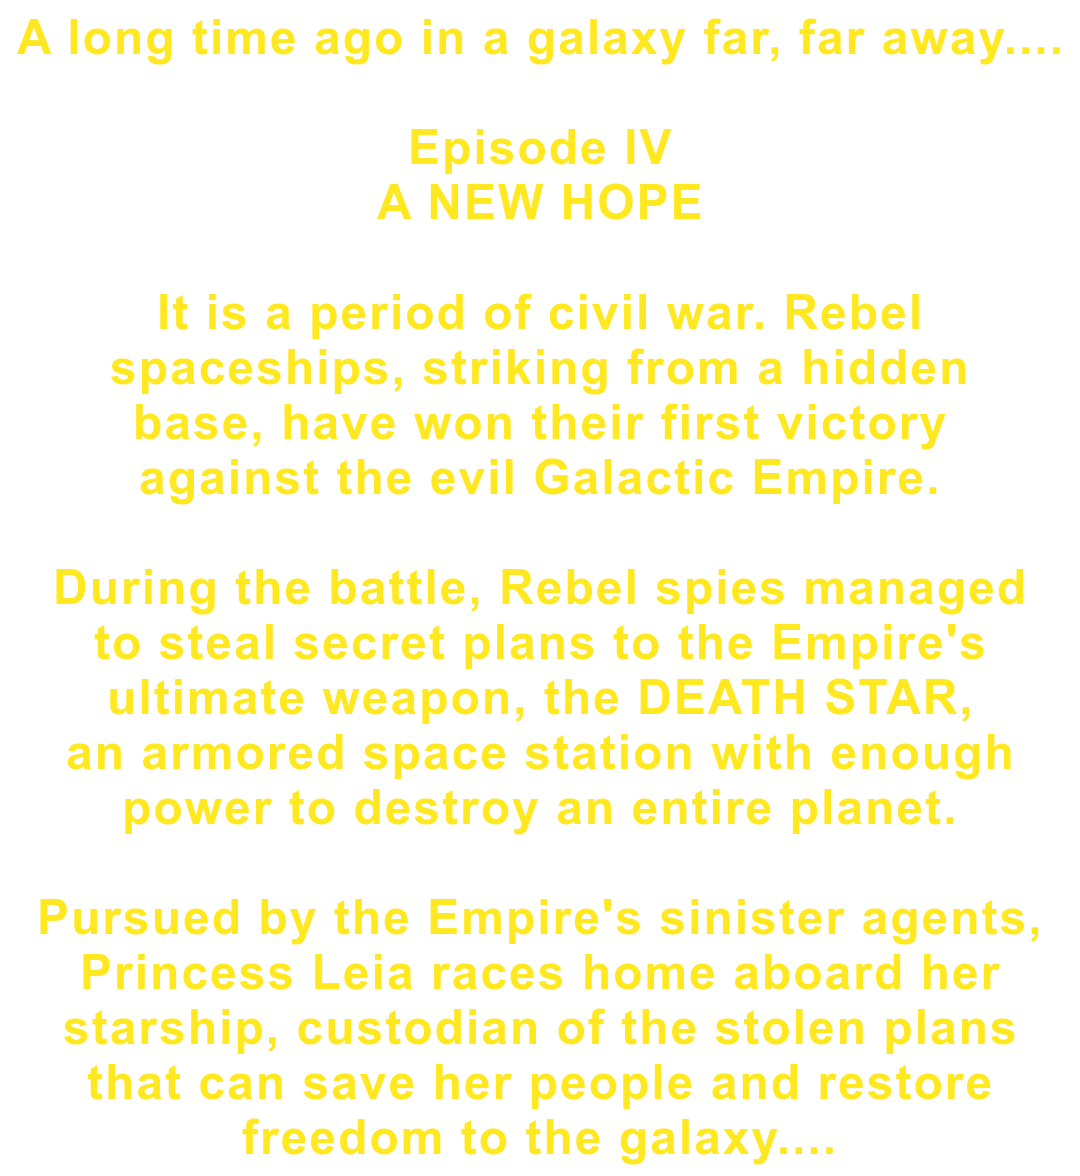 A long time ago in a galaxy far, far away....
Episode IV
A NEW HOPE
It is a period of civil war. Rebel
spaceships, striking from a hidden
base, have won their first victory
against the evil Galactic Empire.
During the battle, Rebel spies managed
to steal secret plans to the Empire's
ultimate weapon, the DEATH STAR,
an armored space station with enough
power to destroy an entire planet.
Pursued by the Empire's sinister agents,
Princess Leia races home aboard her
starship, custodian of the stolen plans
that can save her people and restore
freedom to the galaxy....